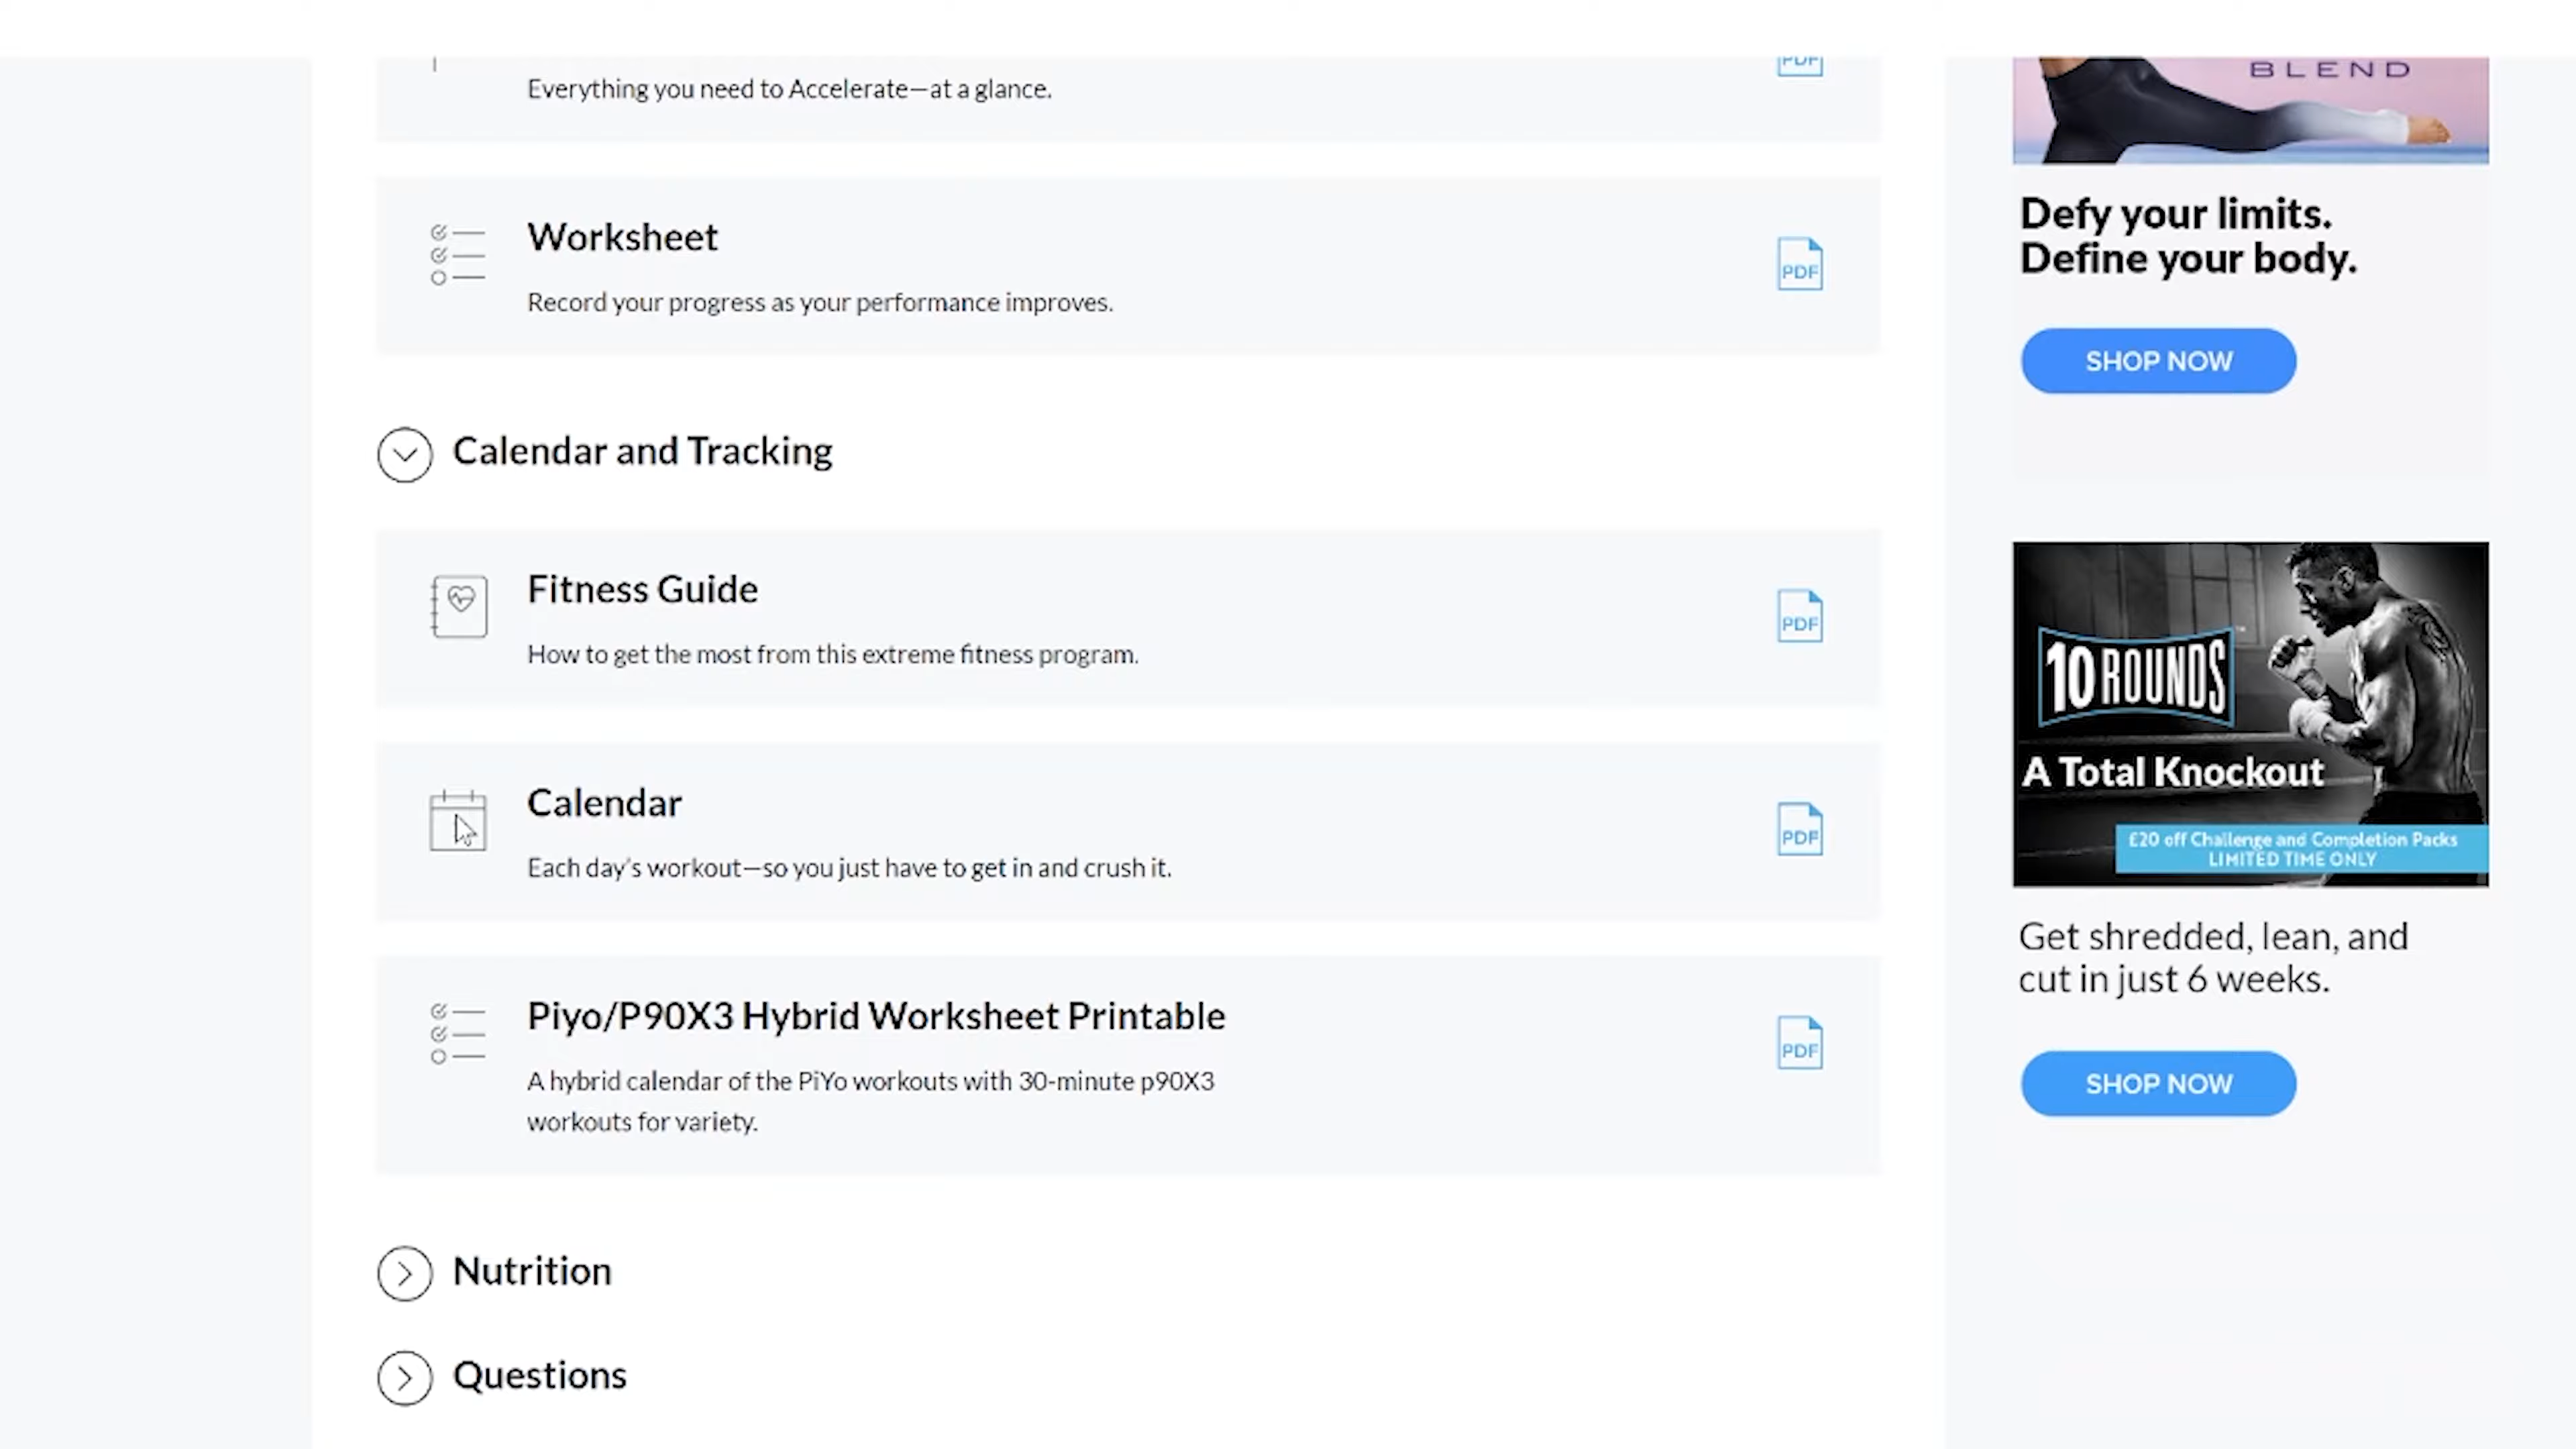 Everything you need to Accelerate—at a glance.
PDF
Worksheet
Record your progress as your performance improves.
PDF
Calendar and Tracking
Fitness Guide
How to get the most from this extreme fitness program.
PDF
Calendar
Each day's workout—so you just have to get in and crush it.
PDF
Piyo/P90X3 Hybrid Worksheet Printable
A hybrid calendar of the PiYo workouts with 30-minute p90X3
workouts for variety.
PDF
Nutrition
Questions
BLEND
Defy your limits.
Define your body.
SHOP NOW
10 ROUNDS
A Total Knockout
£20 off Challenge and Completion Packs
LIMITED TIME ONLY
Get shredded, lean, and
cut in just 6 weeks.
SHOP NOW